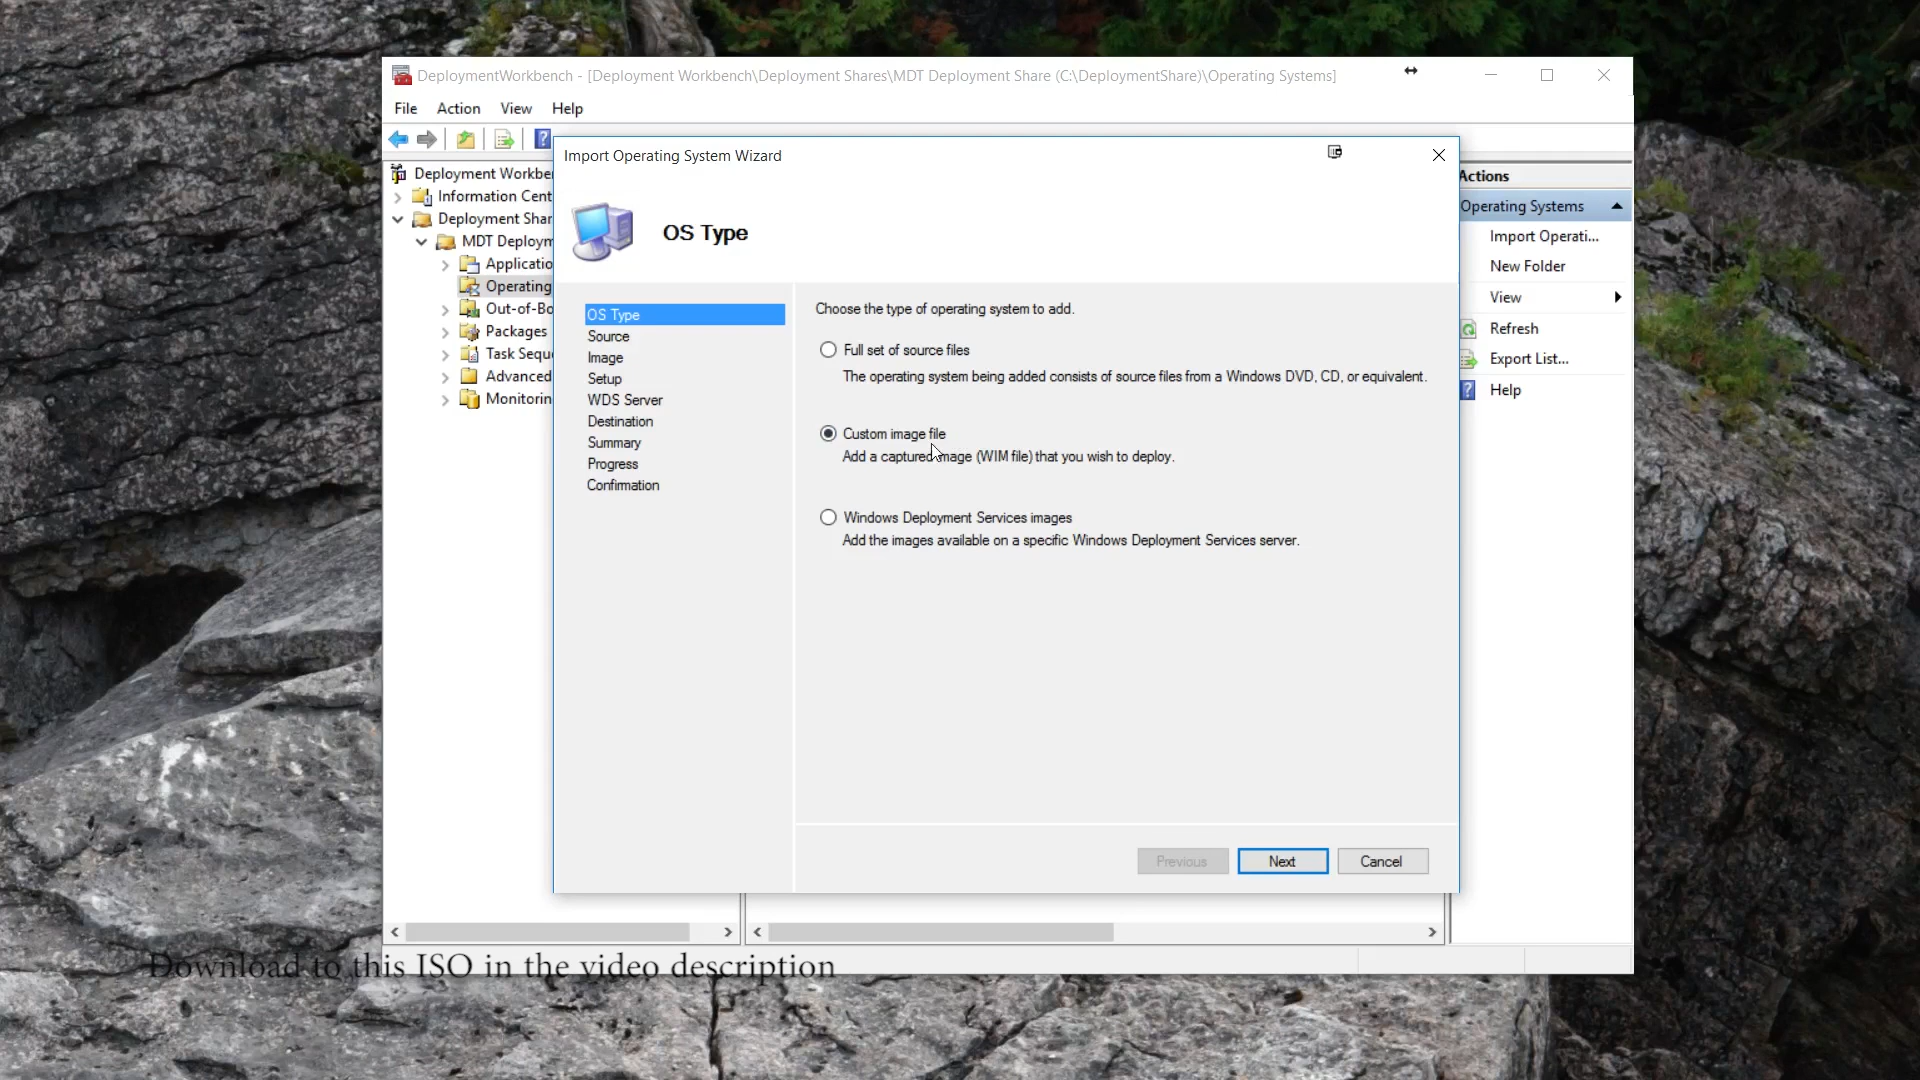 DeploymentWorkbench - [Deployment Workbench\Deployment Shares\MDT Deployment Share (C:\DeploymentShare)\Operating Systems]
File Action View Help
Import Operating System Wizard
OS Type
Deployment Workbe
Information Cent
Deployment Shar
MDT Deploym
Applicatio
Operating
Out-of-Bo
Packages
Task Sequ
Advanced
Monitorin
OS Type
Source
Image
Setup
WDS Server
Destination
Summary
Progress
Confirmation
Choose the type of operating system to add.
Full set of source files
The operating system being added consists of source files from a Windows DVD, CD, or equivalent.
Custom image file
Add a captured image (WIM file) that you wish to deploy.
Windows Deployment Services images
Add the images available on a specific Windows Deployment Services server.
Previous
Next
Cancel
Actions
Operating Systems
Import Operati...
New Folder
View
Refresh
Export List...
Help
Download to this ISO in the video description